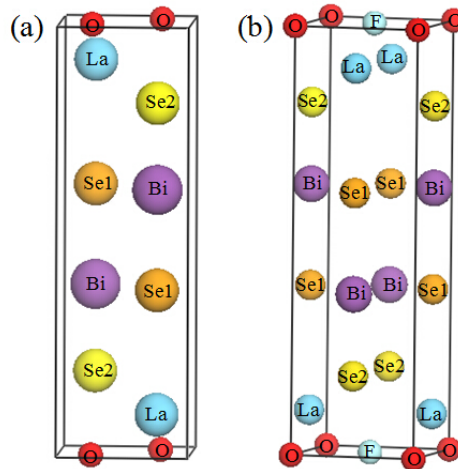 (a)
O O
La
Se2
Se1 Bi
Bi Se1
Se2
La
O O
(b)
O F O
O O
La La
Se2 Se2
Bi Se1 Se1 Bi
Se1 Bi Bi Se1
Se2 Se2
La La
O O
O F O